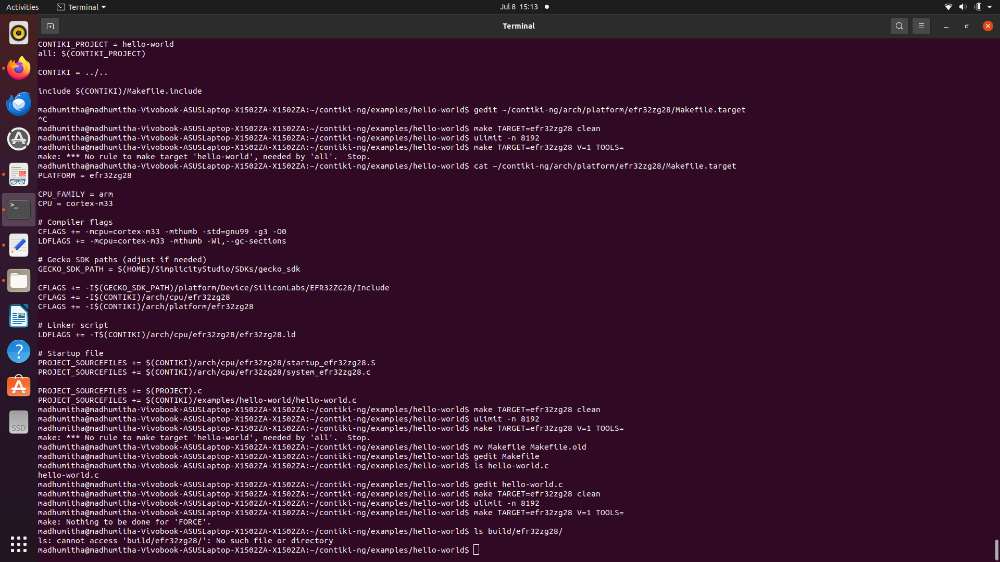 Activities
Terminal
Jul 8 15:13
Terminal
CONTIKI_PROJECT = hello-world
all: $(CONTIKI_PROJECT)
CONTIKI = ../..
include $(CONTIKI)/Makefile.include
madhumitha@madhumitha-Vivobook-ASUSLaptop-X1502ZA-X1502ZA:~/contiki-ng/examples/hello-world$ gedit ~/contiki-ng/arch/platform/efr32zg28/Makefile.target
^C
madhumitha@madhumitha-Vivobook-ASUSLaptop-X1502ZA-X1502ZA:~/contiki-ng/examples/hello-world$ make TARGET=efr32zg28 clean
madhumitha@madhumitha-Vivobook-ASUSLaptop-X1502ZA-X1502ZA:~/contiki-ng/examples/hello-world$ ulimit -n 8192
madhumitha@madhumitha-Vivobook-ASUSLaptop-X1502ZA-X1502ZA:~/contiki-ng/examples/hello-world$ make TARGET=efr32zg28 V=1 TOOLS=
make: *** No rule to make target 'hello-world', needed by 'all'.  Stop.
madhumitha@madhumitha-Vivobook-ASUSLaptop-X1502ZA-X1502ZA:~/contiki-ng/examples/hello-world$ cat ~/contiki-ng/arch/platform/efr32zg28/Makefile.target
PLATFORM = efr32zg28
CPU_FAMILY = arm
CPU = cortex-m33
# Compiler flags
CFLAGS += -mcpu=cortex-m33 -mthumb -std=gnu99 -g3 -O0
LDFLAGS += -mcpu=cortex-m33 -mthumb -Wl,--gc-sections
# Gecko SDK paths (adjust if needed)
GECKO_SDK_PATH = $(HOME)/SimplicityStudio/SDKs/gecko_sdk
CFLAGS += -I$(GECKO_SDK_PATH)/platform/Device/SiliconLabs/EFR32ZG28/Include
CFLAGS += -I$(CONTIKI)/arch/cpu/efr32zg28
CFLAGS += -I$(CONTIKI)/arch/platform/efr32zg28
# Linker script
LDFLAGS += -T$(CONTIKI)/arch/cpu/efr32zg28/efr32zg28.ld
# Startup file
PROJECT_SOURCEFILES += $(CONTIKI)/arch/cpu/efr32zg28/startup_efr32zg28.S
PROJECT_SOURCEFILES += $(CONTIKI)/arch/cpu/efr32zg28/system_efr32zg28.c
PROJECT_SOURCEFILES += $(PROJECT).c
PROJECT_SOURCEFILES += $(CONTIKI)/examples/hello-world/hello-world.c
madhumitha@madhumitha-Vivobook-ASUSLaptop-X1502ZA-X1502ZA:~/contiki-ng/examples/hello-world$ make TARGET=efr32zg28 clean
madhumitha@madhumitha-Vivobook-ASUSLaptop-X1502ZA-X1502ZA:~/contiki-ng/examples/hello-world$ ulimit -n 8192
madhumitha@madhumitha-Vivobook-ASUSLaptop-X1502ZA-X1502ZA:~/contiki-ng/examples/hello-world$ make TARGET=efr32zg28 V=1 TOOLS=
make: *** No rule to make target 'hello-world', needed by 'all'.  Stop.
madhumitha@madhumitha-Vivobook-ASUSLaptop-X1502ZA-X1502ZA:~/contiki-ng/examples/hello-world$ mv Makefile Makefile.old
madhumitha@madhumitha-Vivobook-ASUSLaptop-X1502ZA-X1502ZA:~/contiki-ng/examples/hello-world$ gedit Makefile
madhumitha@madhumitha-Vivobook-ASUSLaptop-X1502ZA-X1502ZA:~/contiki-ng/examples/hello-world$ ls hello-world.c
hello-world.c
madhumitha@madhumitha-Vivobook-ASUSLaptop-X1502ZA-X1502ZA:~/contiki-ng/examples/hello-world$ gedit hello-world.c
madhumitha@madhumitha-Vivobook-ASUSLaptop-X1502ZA-X1502ZA:~/contiki-ng/examples/hello-world$ make TARGET=efr32zg28 clean
madhumitha@madhumitha-Vivobook-ASUSLaptop-X1502ZA-X1502ZA:~/contiki-ng/examples/hello-world$ ulimit -n 8192
madhumitha@madhumitha-Vivobook-ASUSLaptop-X1502ZA-X1502ZA:~/contiki-ng/examples/hello-world$ make TARGET=efr32zg28 V=1 TOOLS=
make: Nothing to be done for 'FORCE'.
madhumitha@madhumitha-Vivobook-ASUSLaptop-X1502ZA-X1502ZA:~/contiki-ng/examples/hello-world$ ls build/efr32zg28/
ls: cannot access 'build/efr32zg28/': No such file or directory
madhumitha@madhumitha-Vivobook-ASUSLaptop-X1502ZA-X1502ZA:~/contiki-ng/examples/hello-world$
SSD